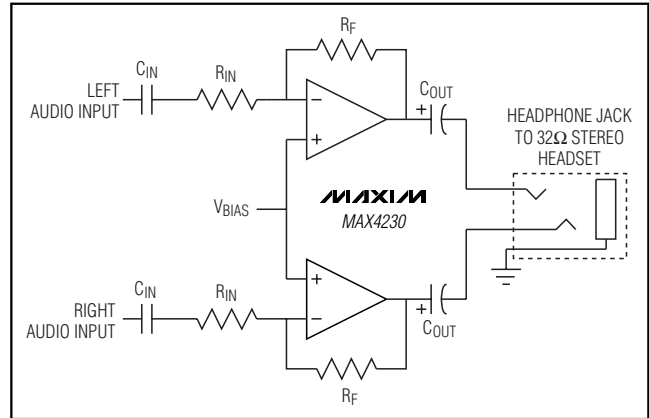 RF
CIN
RIN
LEFT
AUDIO INPUT
−
+
+
COUT
HEADPHONE JACK
TO 32Ω STEREO
HEADSET
VBIAS
MAXIM
MAX4230
CIN
RIN
RIGHT
AUDIO INPUT
+
−
+
COUT
RF